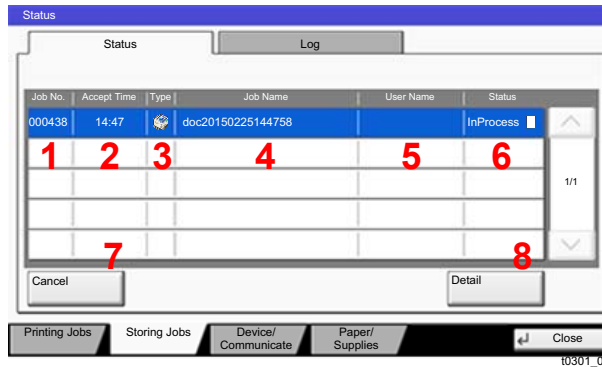 Status
Status Log
Job No. Accept Time Type Job Name User Name Status
000438 14:47 doc20150225144758 InProcess
1 2 3 4 5 6
1/1
7 8
Cancel Detail
Printing Jobs Storing Jobs Device/ Paper/
Communicate Supplies
Close
t0301_0